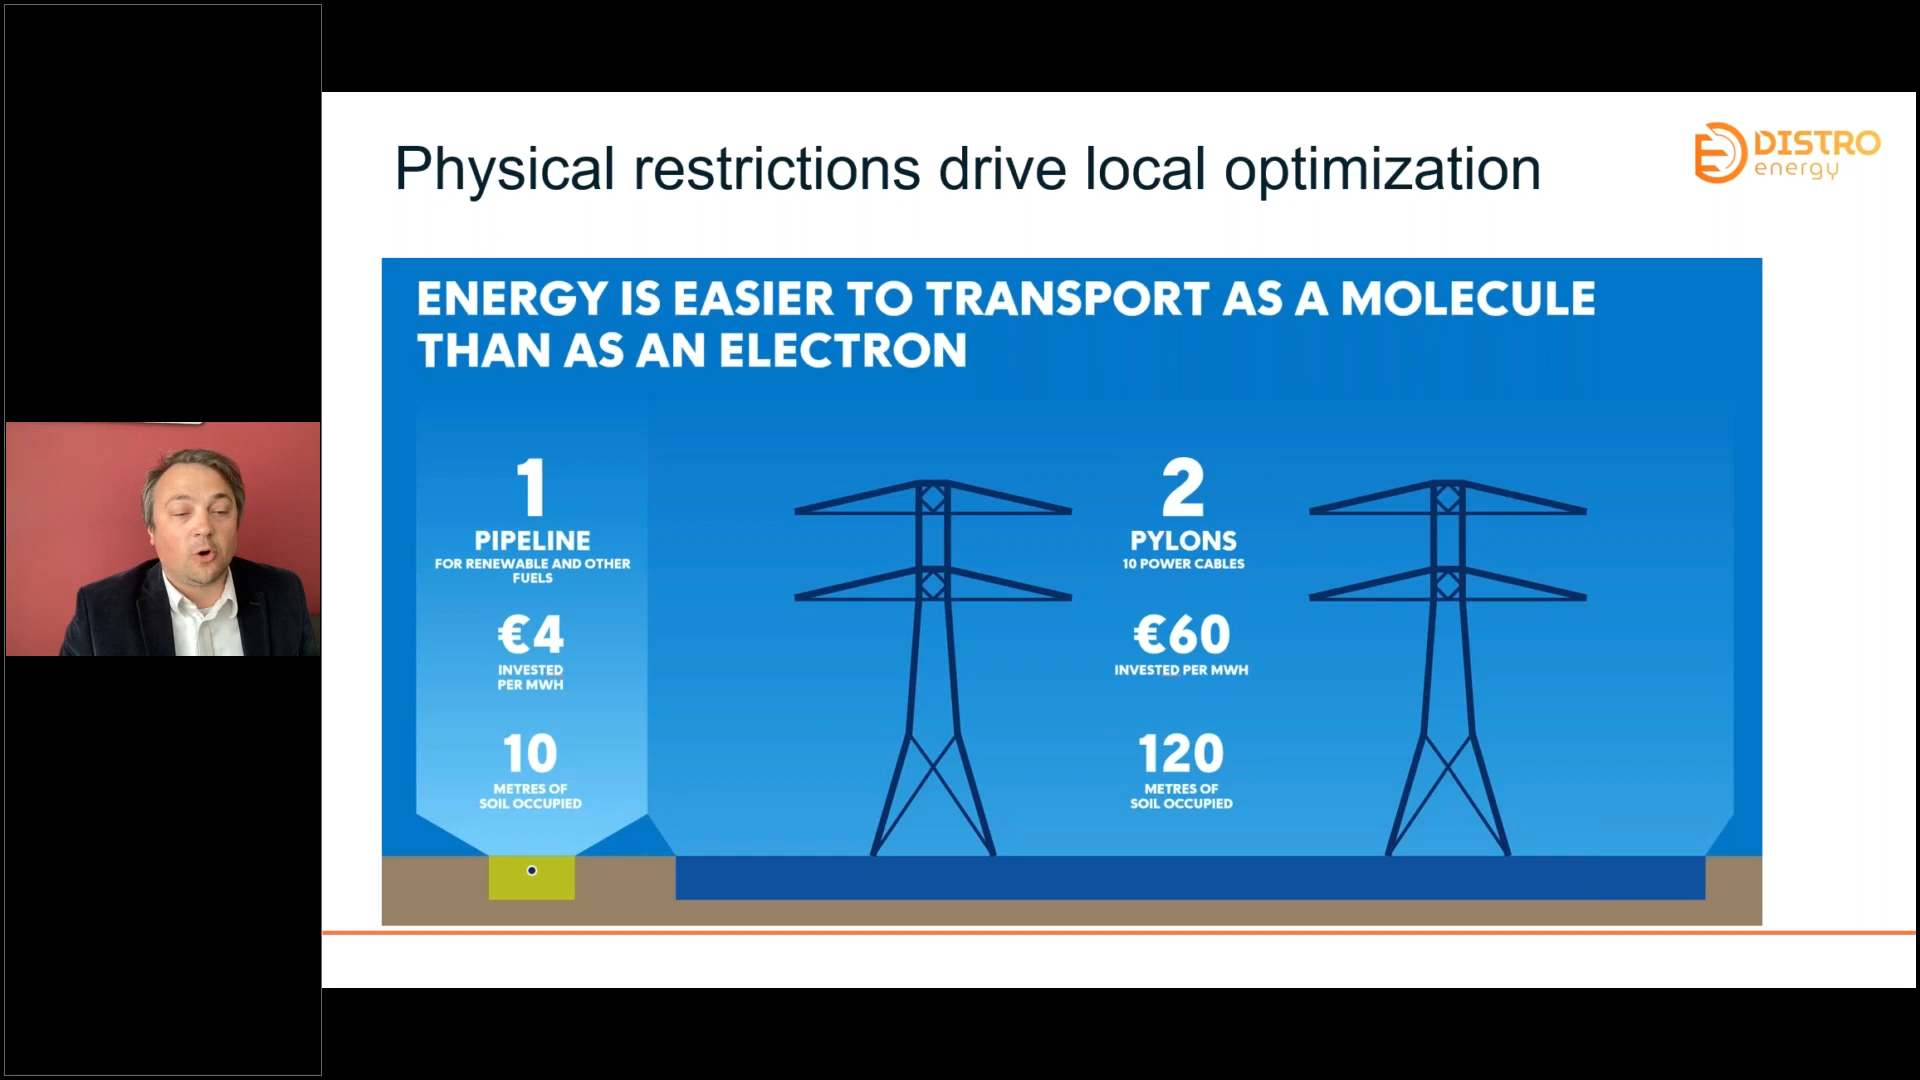 Physical restrictions drive local optimization
DISTRO
energy
ENERGY IS EASIER TO TRANSPORT AS A MOLECULE
THAN AS AN ELECTRON
1
PIPELINE
FOR RENEWABLE AND OTHER
FUELS
€4
INVESTED
PER MWH
10
METRES OF
SOIL OCCUPIED
2
PYLONS
10 POWER CABLES
€60
INVESTED PER MWH
120
METRES OF
SOIL OCCUPIED